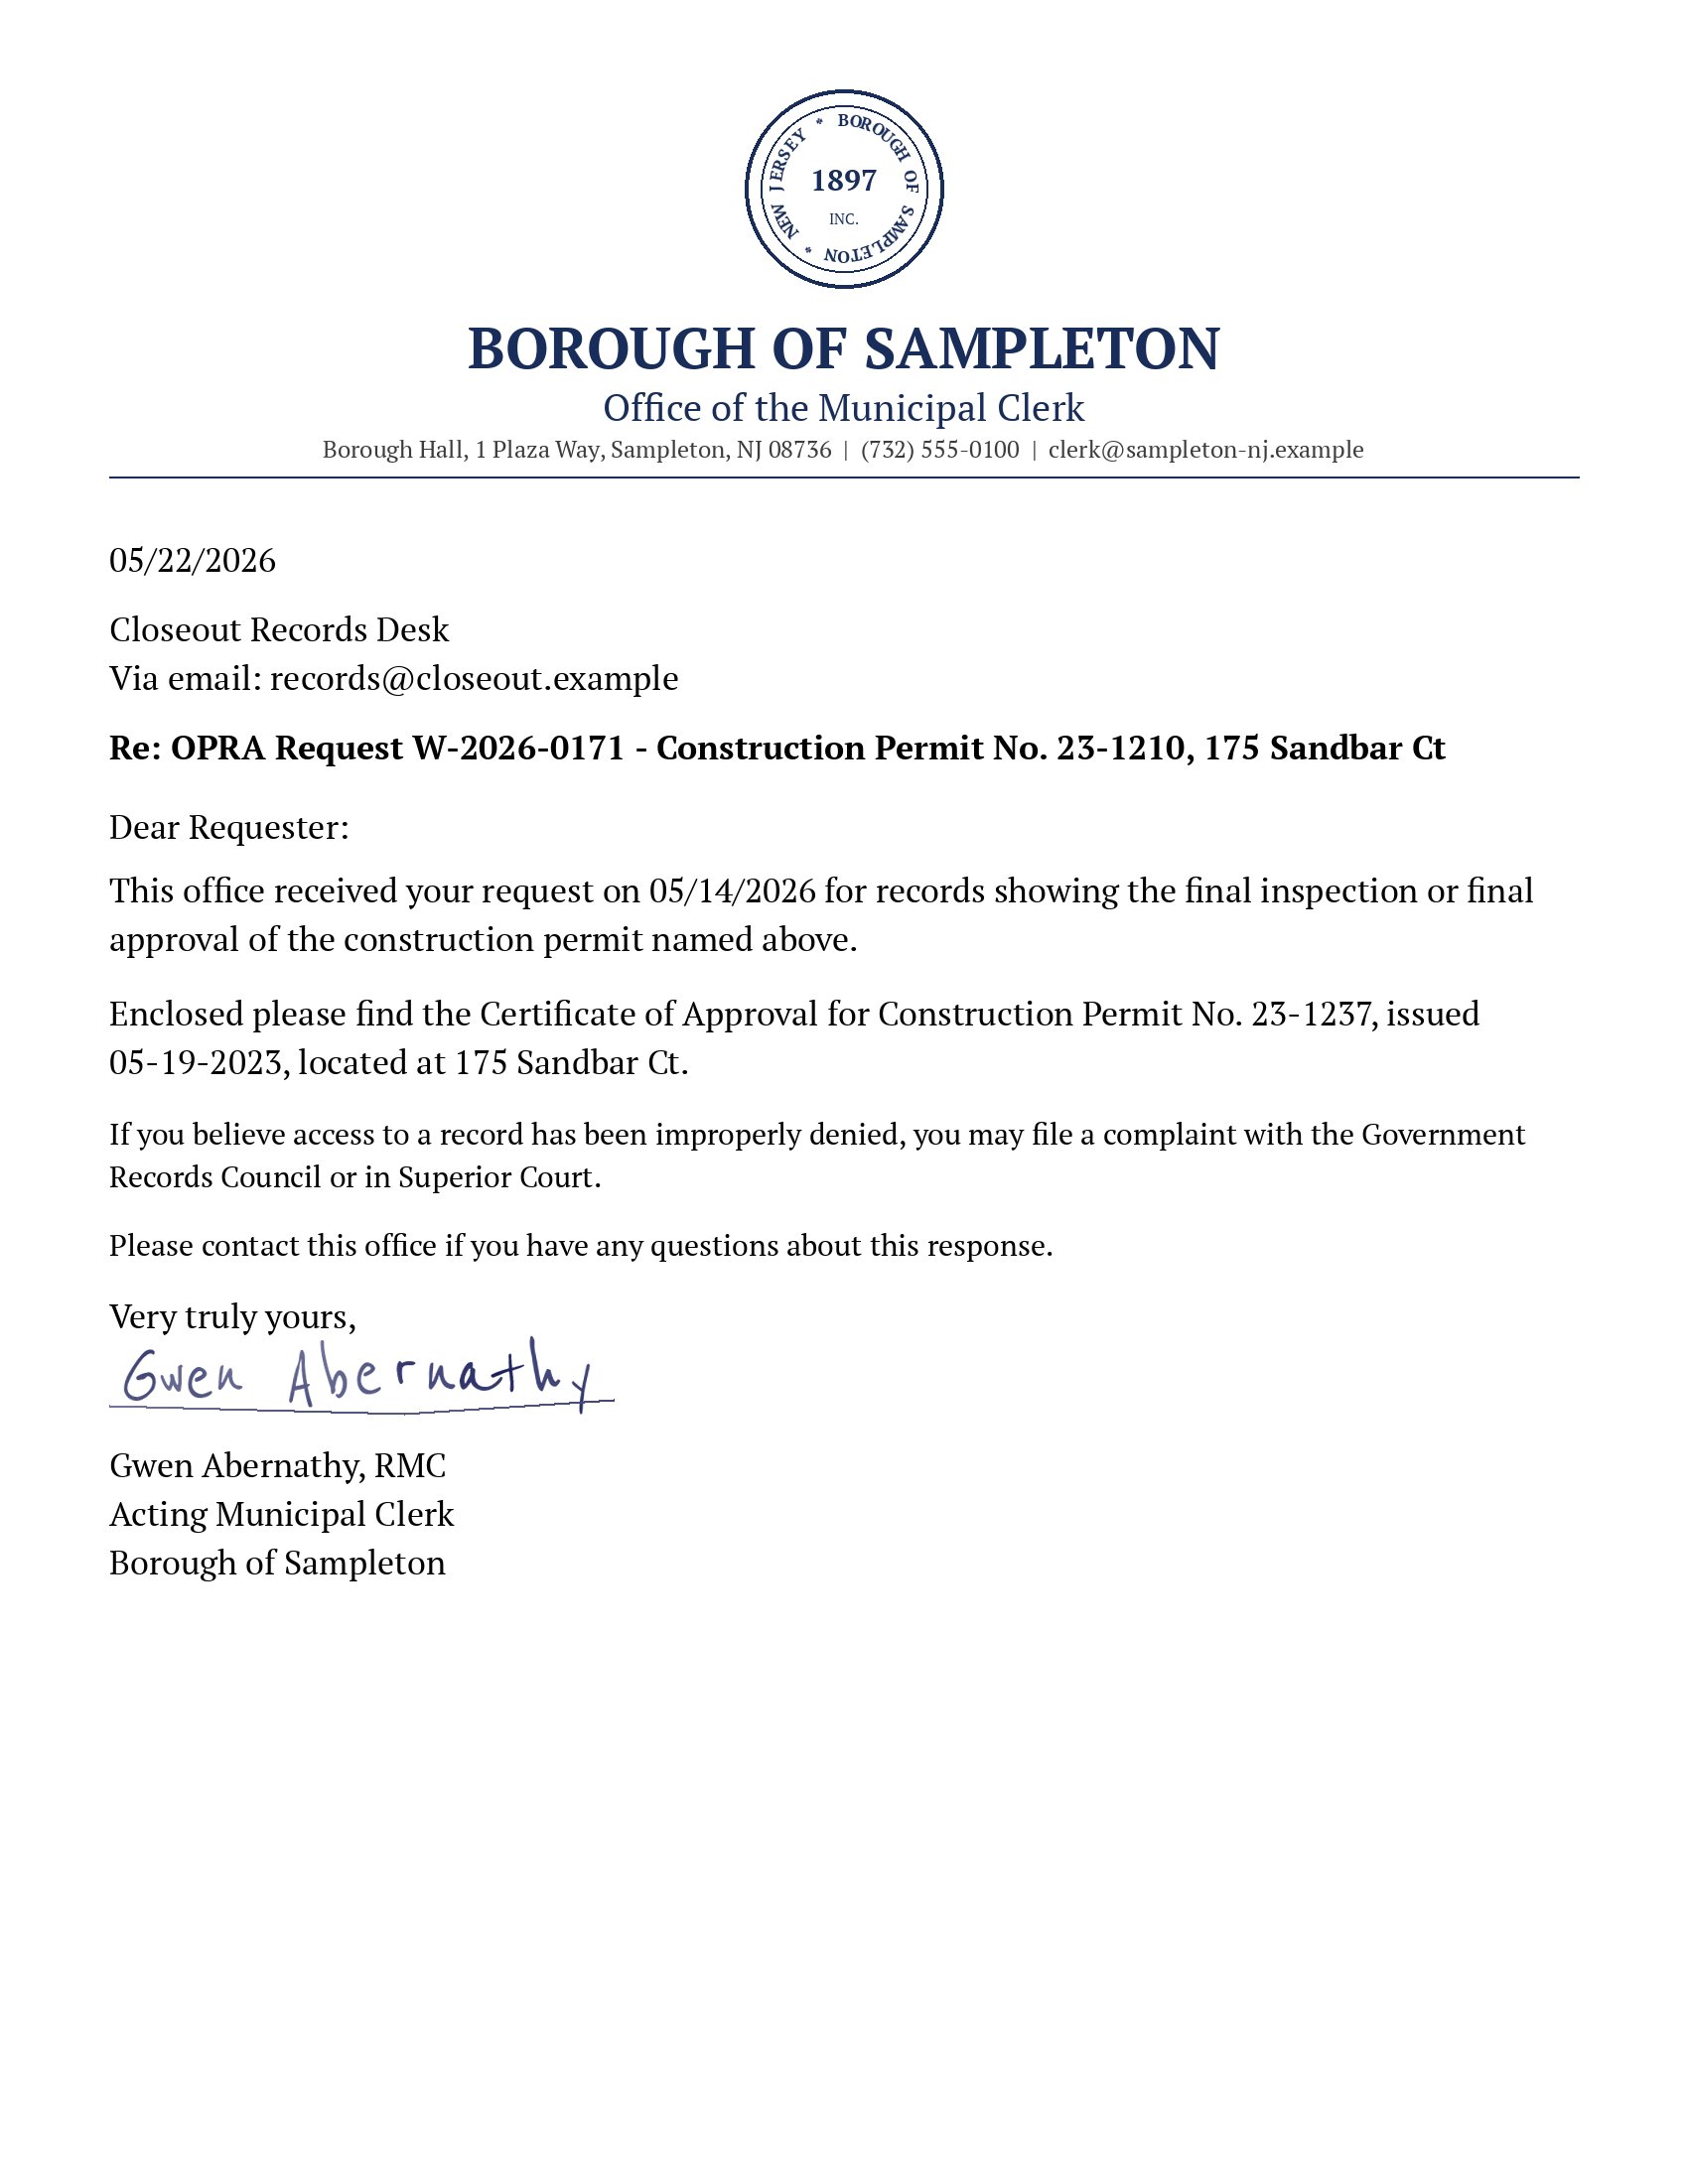 * BOROUGH OF SAMPLETON * NEW JERSEY
1897
INC.
BOROUGH OF SAMPLETON
Office of the Municipal Clerk
Borough Hall, 1 Plaza Way, Sampleton, NJ 08736 | (732) 555-0100 | clerk@sampleton-nj.example
05/22/2026
Closeout Records Desk
Via email: records@closeout.example
Re: OPRA Request W-2026-0171 - Construction Permit No. 23-1210, 175 Sandbar Ct
Dear Requester:
This office received your request on 05/14/2026 for records showing the final inspection or final
approval of the construction permit named above.
Enclosed please find the Certificate of Approval for Construction Permit No. 23-1237, issued
05-19-2023, located at 175 Sandbar Ct.
If you believe access to a record has been improperly denied, you may file a complaint with the Government
Records Council or in Superior Court.
Please contact this office if you have any questions about this response.
Very truly yours,
Gwen Abernathy
Gwen Abernathy, RMC
Acting Municipal Clerk
Borough of Sampleton